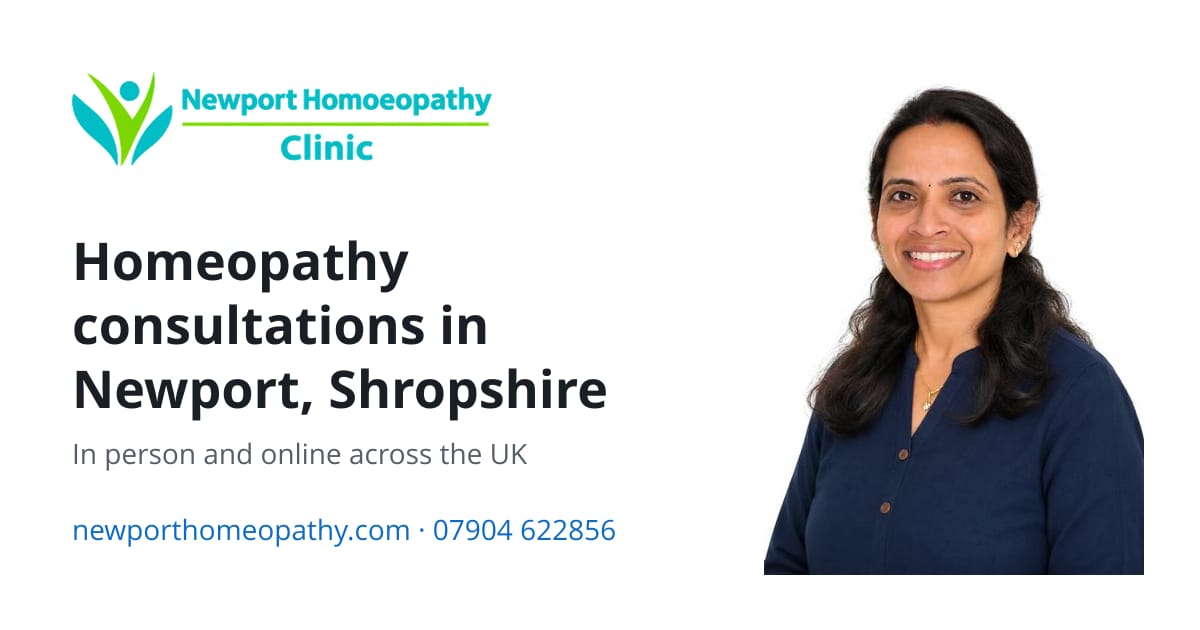 Newport Homoeopathy
Clinic
Homeopathy
consultations in
Newport, Shropshire
In person and online across the UK
newporthomeopathy.com · 07904 622856